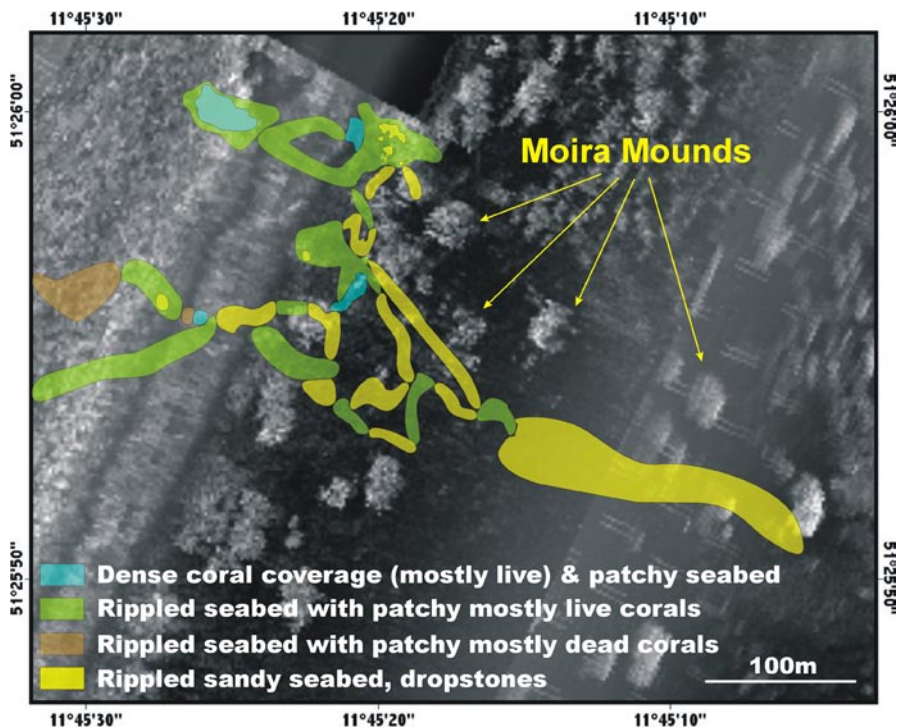 11°45'30" 11°45'20" 11°45'10"
51°26'00" 51°26'00"
Moira Mounds
51°25'50" 51°25'50"
Dense coral coverage (mostly live) & patchy seabed
Rippled seabed with patchy mostly live corals
Rippled seabed with patchy mostly dead corals
Rippled sandy seabed, dropstones
100m
11°45'30" 11°45'20" 11°45'10"